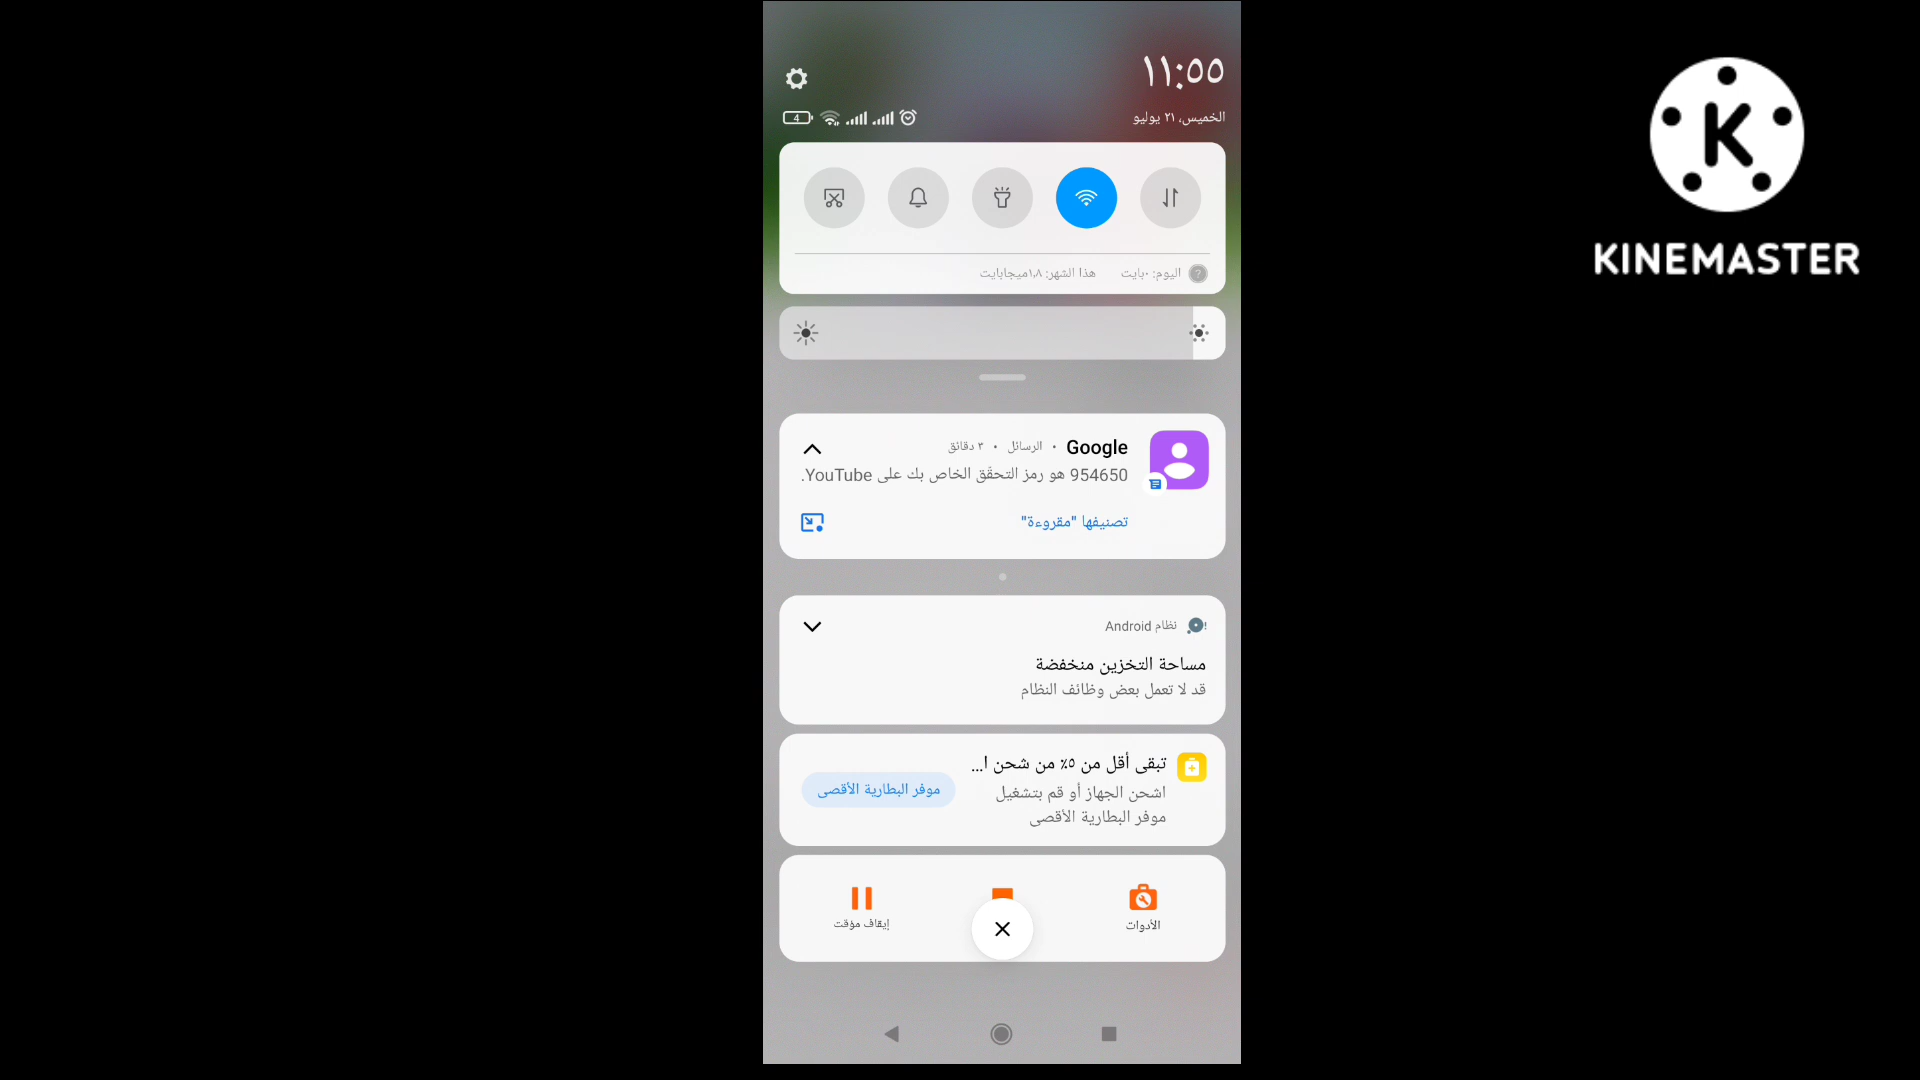 ١١:٥٥
الخميس، ٢١ يوليو
4
KINEMASTER
اليوم: ٠بايت هذا الشهر: ١٫٨ميجابايت
Google • الرسائل • ٣ دقائق
954650 هو رمز التحقّق الخاص بك على YouTube.
تصنيفها "مقروءة"
نظام Android
مساحة التخزين منخفضة
قد لا تعمل بعض وظائف النظام
تبقى أقل من ٥٪ من شحن ا...
اشحن الجهاز أو قم بتشغيل
موفر البطارية الأقصى
موفر البطارية الأقصى
الأدوات
إيقاف مؤقت